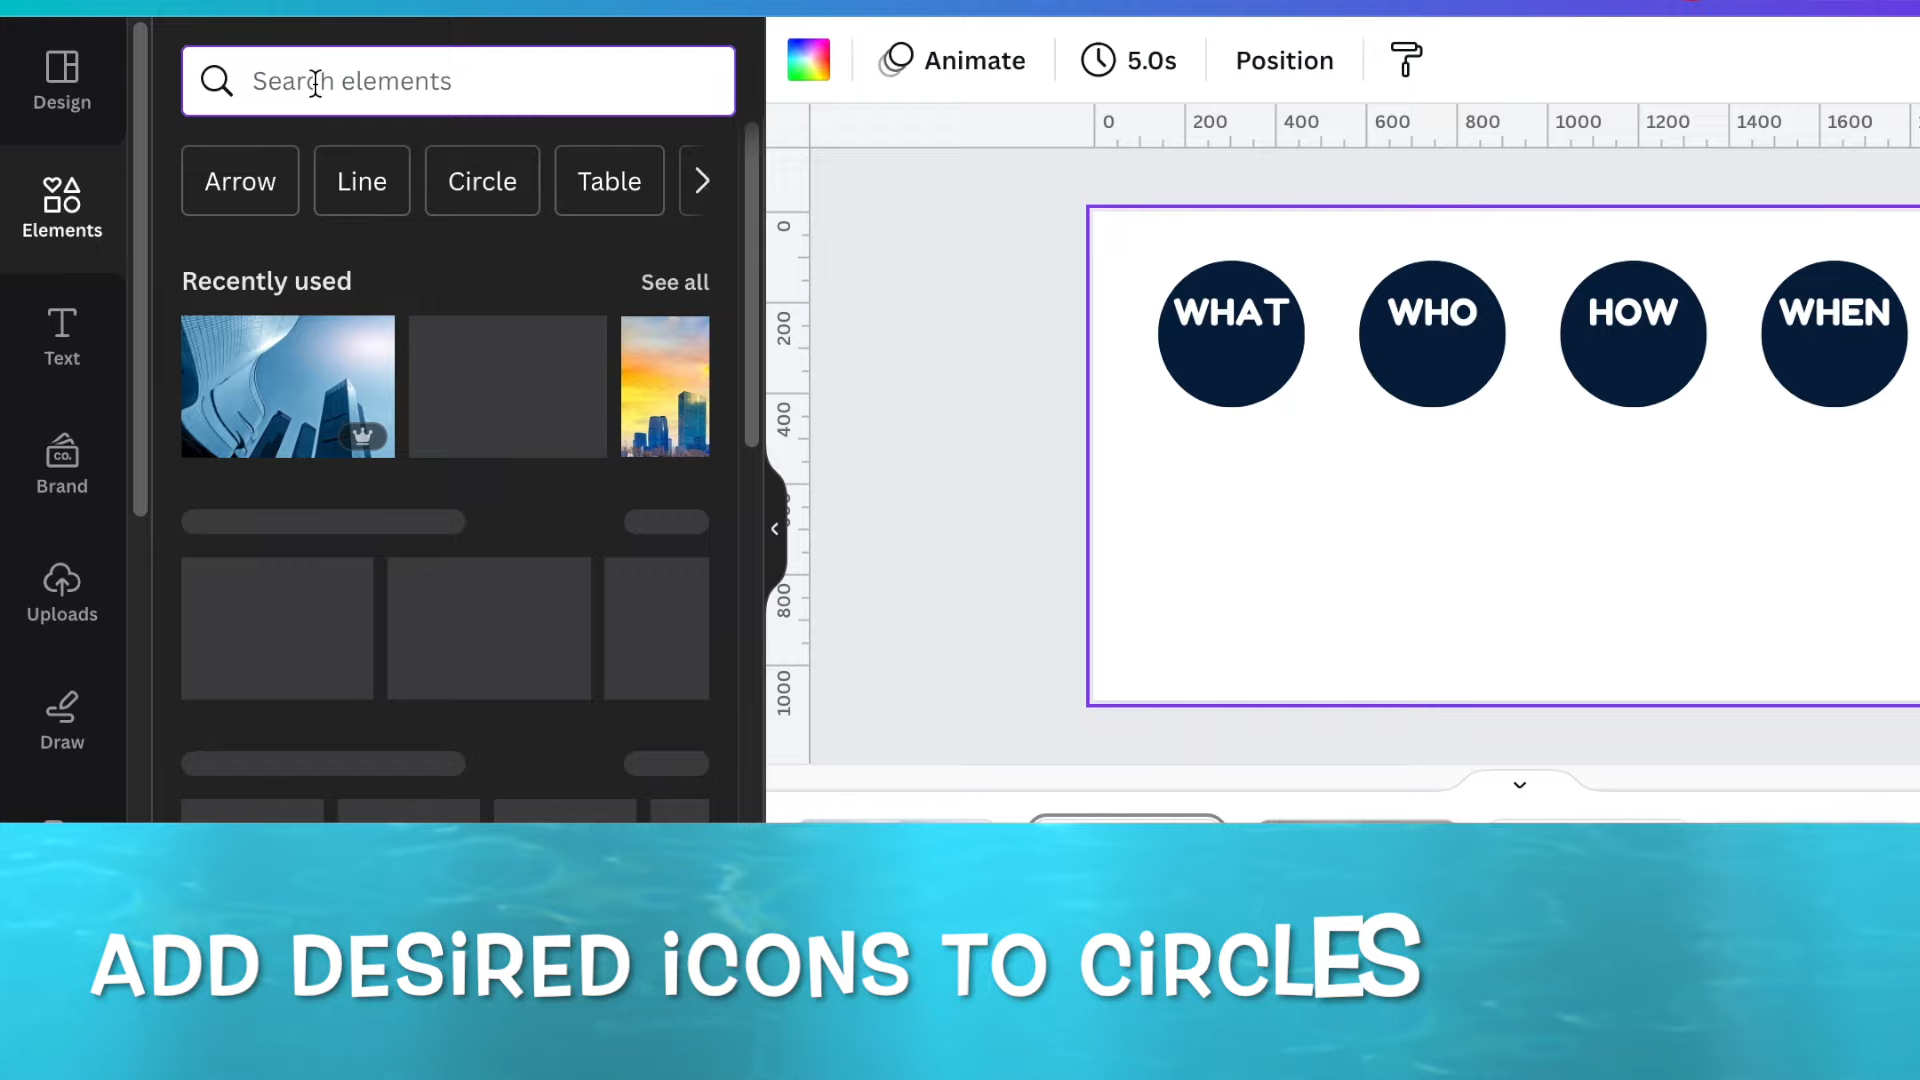 Design
Elements
Text
CO.
Brand
Uploads
Draw
Search elements
Arrow
Line
Circle
Table
Recently used
See all
Animate
5.0s
Position
0 200 400 600 800 1000 1200 1400 1600
0
200
400
800
1000
WHAT
WHO
HOW
WHEN
ADD DESiRED iCONS TO CiRCLES